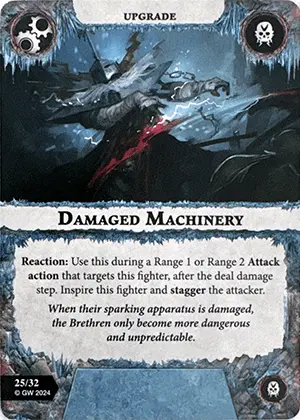 UPGRADE
DAMAGED MACHINERY
Reaction: Use this during a Range 1 or Range 2 Attack
action that targets this fighter, after the deal damage
step. Inspire this fighter and stagger the attacker.
When their sparking apparatus is damaged,
the Brethren only become more dangerous
and unpredictable.
25/32
© GW 2024